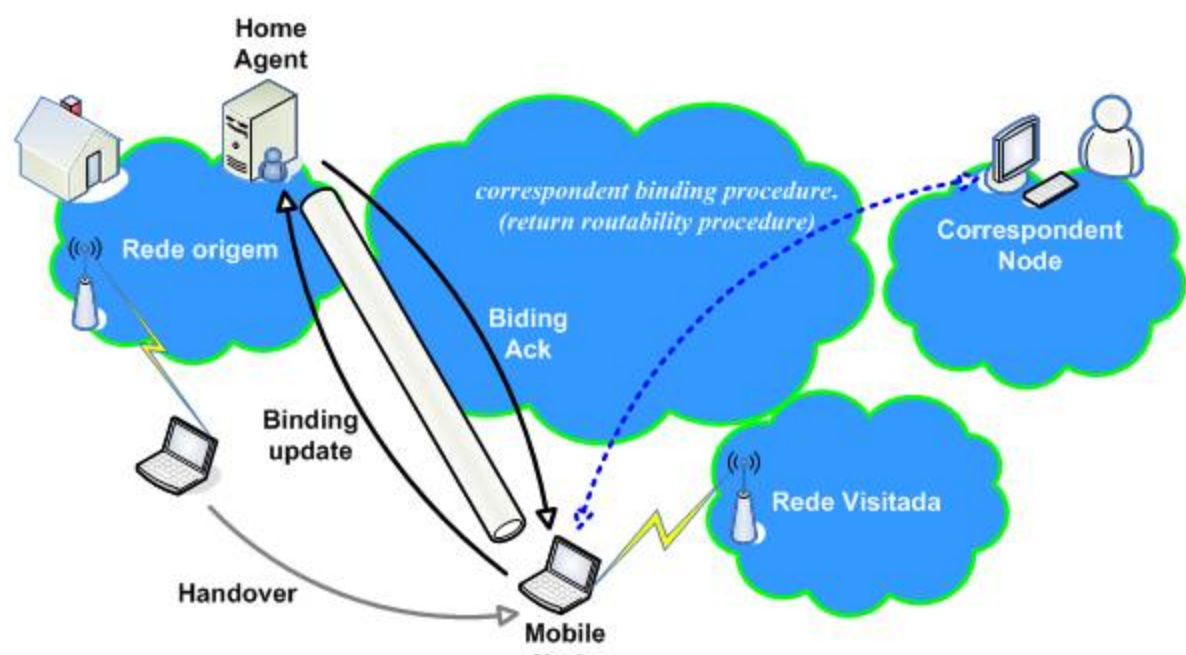 Home
Agent
correspondent binding procedure.
(return routability procedure)
Rede origem
Correspondent
Node
Biding
Ack
Binding
update
Rede Visitada
Handover
Mobile